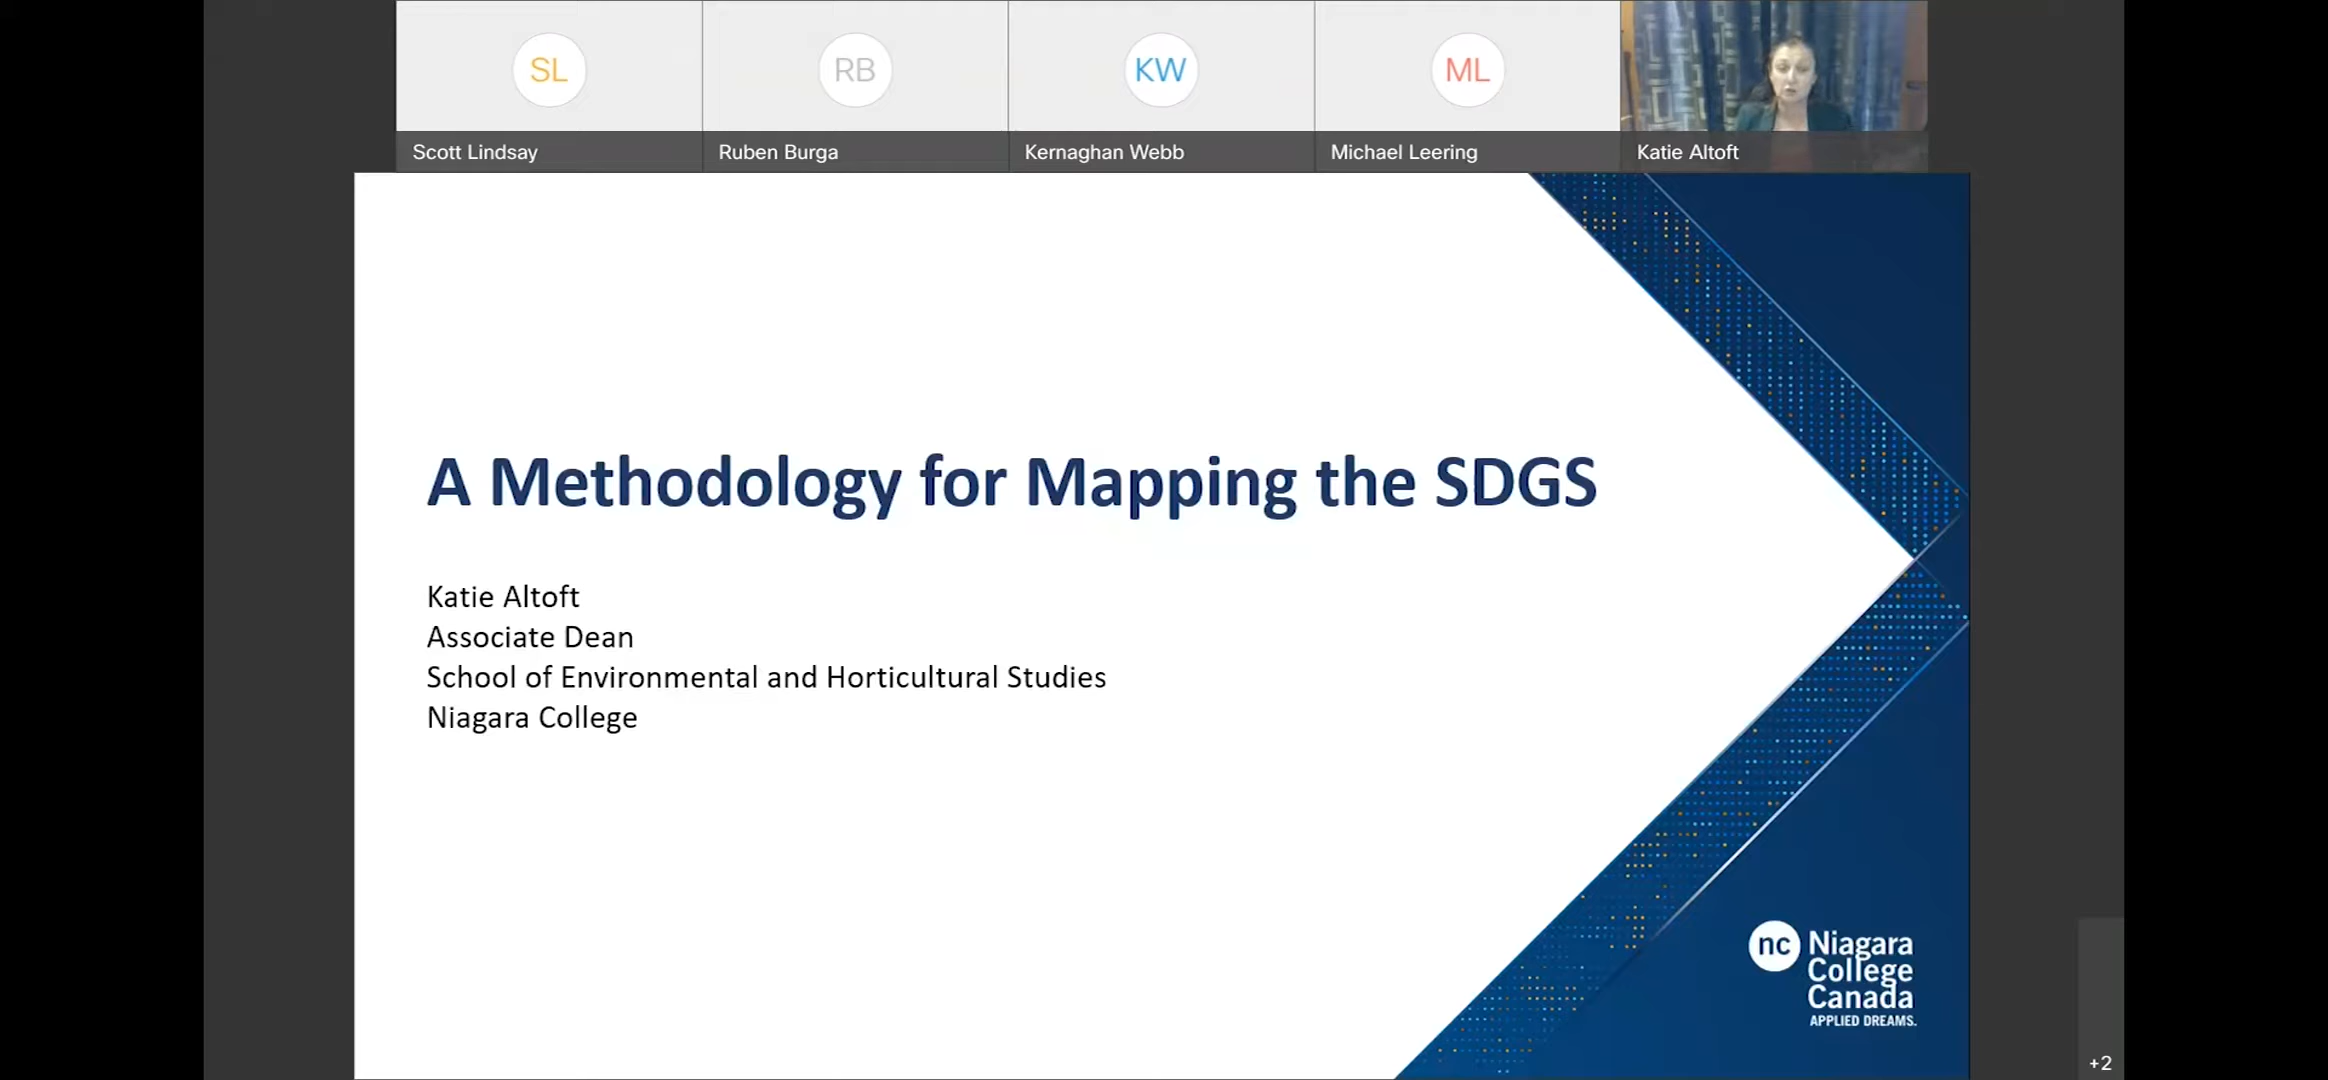 SL
RB
KW
ML
Scott Lindsay
Ruben Burga
Kernaghan Webb
Michael Leering
Katie Altoft
A Methodology for Mapping the SDGS
Katie Altoft
Associate Dean
School of Environmental and Horticultural Studies
Niagara College
nc
Niagara
College
Canada
APPLIED DREAMS.
+2